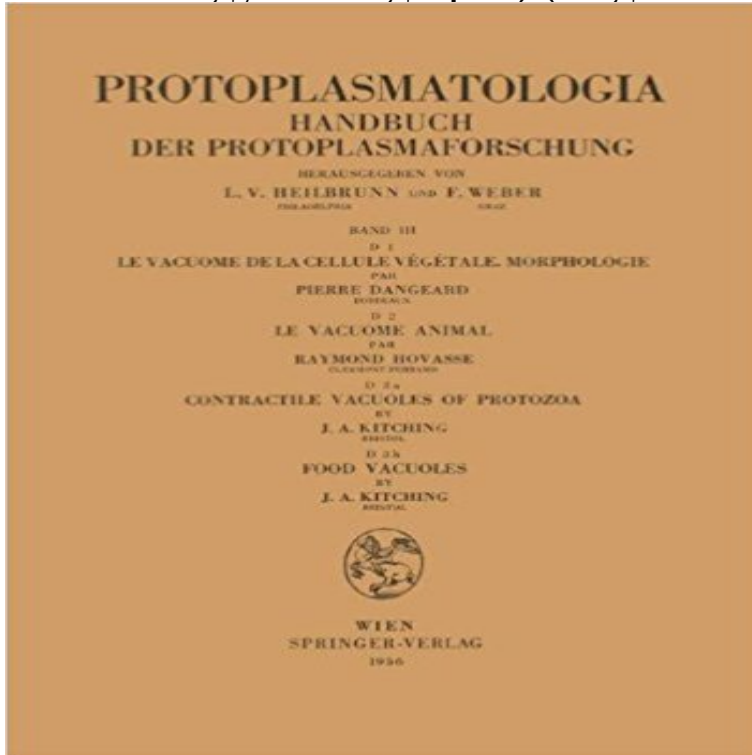 PROTOPLASMATOLOGIA
HANDBUCH
DER PROTOPLASMAFORSCHUNG
HERAUSGEGEBEN VON
L. V. HEILBRUNN UND F. WEBER
PHILADELPHIA GRAZ
BAND III
D 1
LE VACUOME DE LA CELLULE VÉGÉTALE. MORPHOLOGIE
PAR
PIERRE DANGEARD
BORDEAUX
D 2
LE VACUOME ANIMAL
PAR
RAYMOND HOVASSE
CLERMONT-FERRAND
D 3a
CONTRACTILE VACUOLES OF PROTOZOA
BY
J. A. KITCHING
BRISTOL
D 3b
FOOD VACUOLES
BY
J. A. KITCHING
BRISTOL
WIEN
SPRINGER-VERLAG
1956